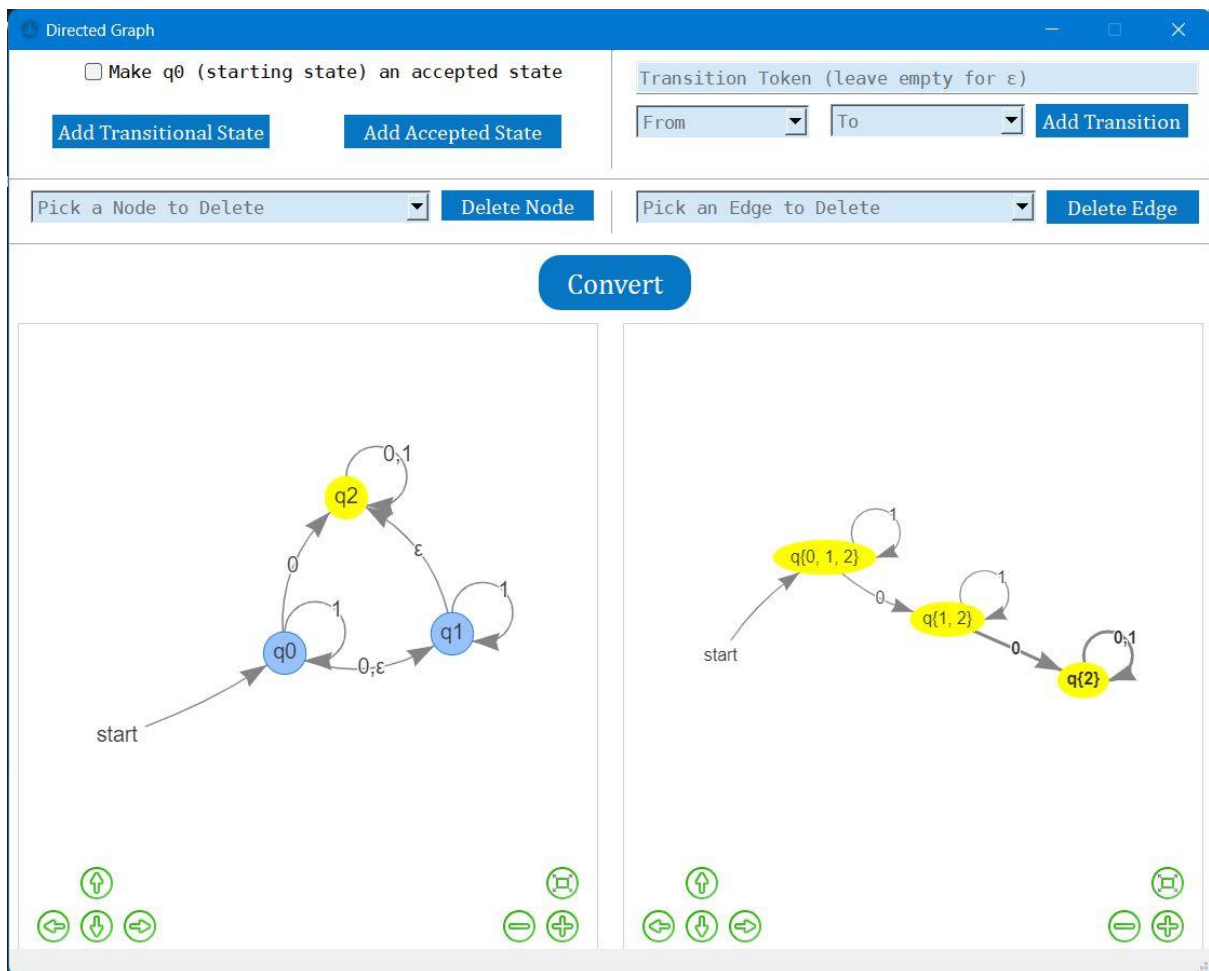 Directed Graph
Make q0 (starting state) an accepted state
Add Transitional State
Add Accepted State
Transition Token (leave empty for ε)
From
To
Add Transition
Pick a Node to Delete
Delete Node
Pick an Edge to Delete
Delete Edge
Convert
0,1
q2
0
ε
1
q0
0,ε
1
q1
start
1
q{0, 1, 2}
0
1
q{1, 2}
0
0,1
q{2}
start